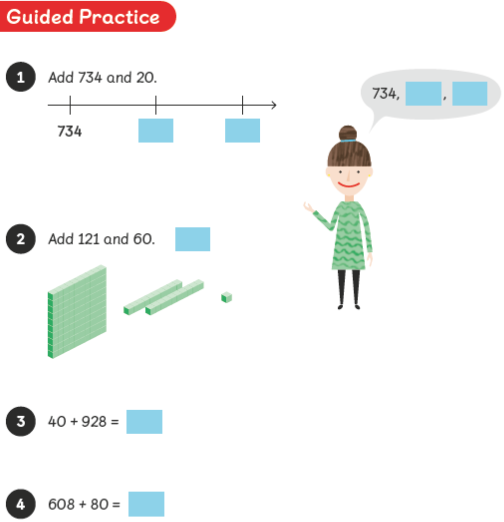 Guided Practice
1 Add 734 and 20.
734
734, ,
2 Add 121 and 60.
3 40 + 928 =
4 608 + 80 =